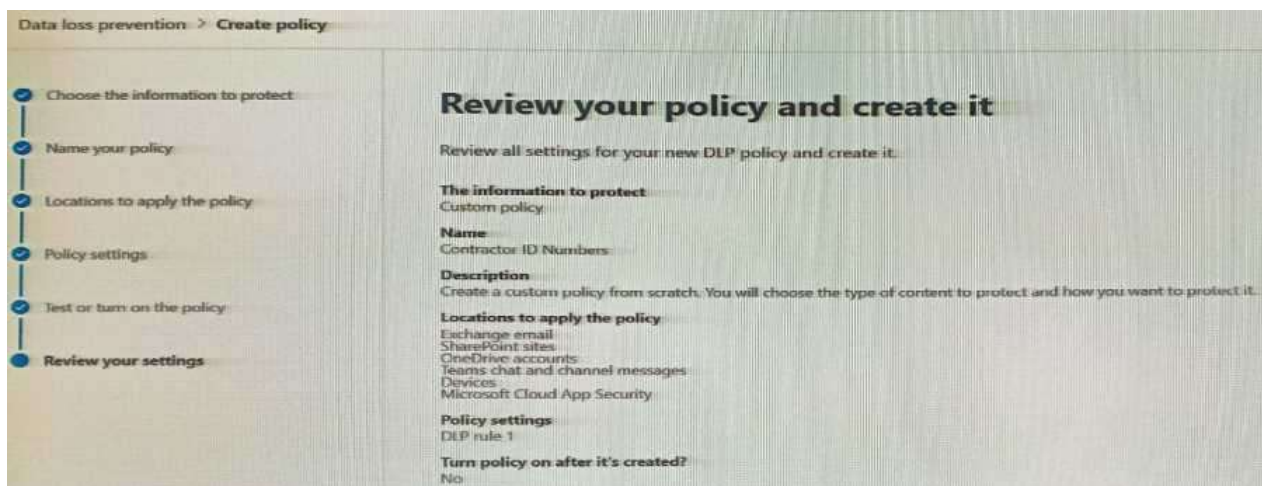 Data loss prevention > Create policy
Choose the information to protect
Name your policy
Locations to apply the policy
Policy settings
Test or turn on the policy
Review your settings
Review your policy and create it
Review all settings for your new DLP policy and create it.
The information to protect
Custom policy
Name
Contractor ID Numbers
Description
Create a custom policy from scratch. You will choose the type of content to protect and how you want to protect it.
Locations to apply the policy
Exchange email
SharePoint sites
OneDrive accounts
Teams chat and channel messages
Devices
Microsoft Cloud App Security
Policy settings
DLP rule 1
Turn policy on after it's created?
No